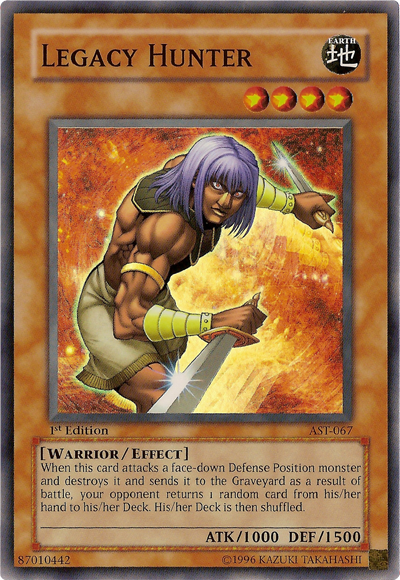 LEGACY HUNTER
EARTH
地
1st Edition
AST-067
[WARRIOR / EFFECT]
When this card attacks a face-down Defense Position monster
and destroys it and sends it to the Graveyard as a result of
battle, your opponent returns 1 random card from his/her
hand to his/her Deck. His/her Deck is then shuffled.
ATK/1000 DEF/1500
87010442
©1996 KAZUKI TAKAHASHI